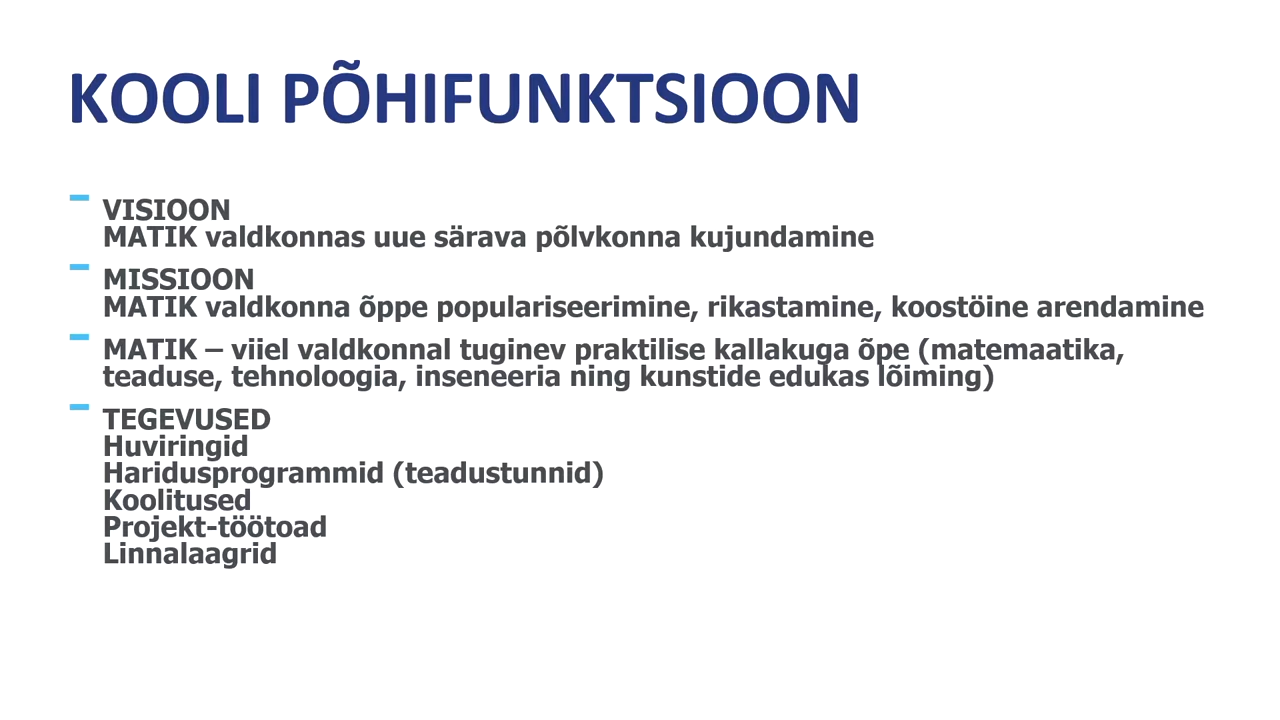 KOOLI PÕHIFUNKTSIOON
- VISIOON
MATIK valdkonnas uue särava põlvkonna kujundamine
- MISSIOON
MATIK valdkonna õppe populariseerimine, rikastamine, koostöine arendamine
- MATIK – viiel valdkonnal tuginev praktilise kallakuga õpe (matemaatika,
teaduse, tehnoloogia, inseneeria ning kunstide edukas lõiming)
- TEGEVUSED
Huviringid
Haridusprogrammid (teadustunnid)
Koolitused
Projekt-töötoad
Linnalaagrid